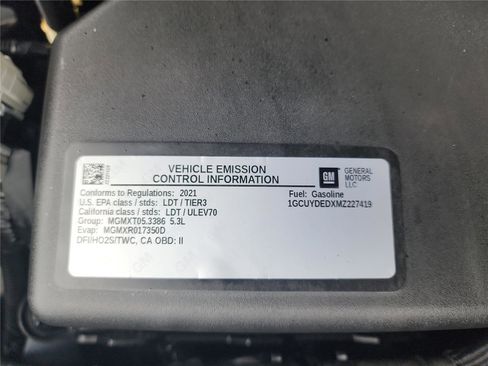 VEHICLE EMISSION
CONTROL INFORMATION
GM
GENERAL
MOTORS
LLC
Conforms to Regulations: 2021
Fuel: Gasoline
U.S. EPA class / stds: LDT / TIER3
1GCUYDEDXMZ227419
California class / stds: LDT / ULEV70
Group: MGMXT05.3386 5.3L
Evap: MGMXR017350D
DFI/HO2S/TWC, CA OBD: II